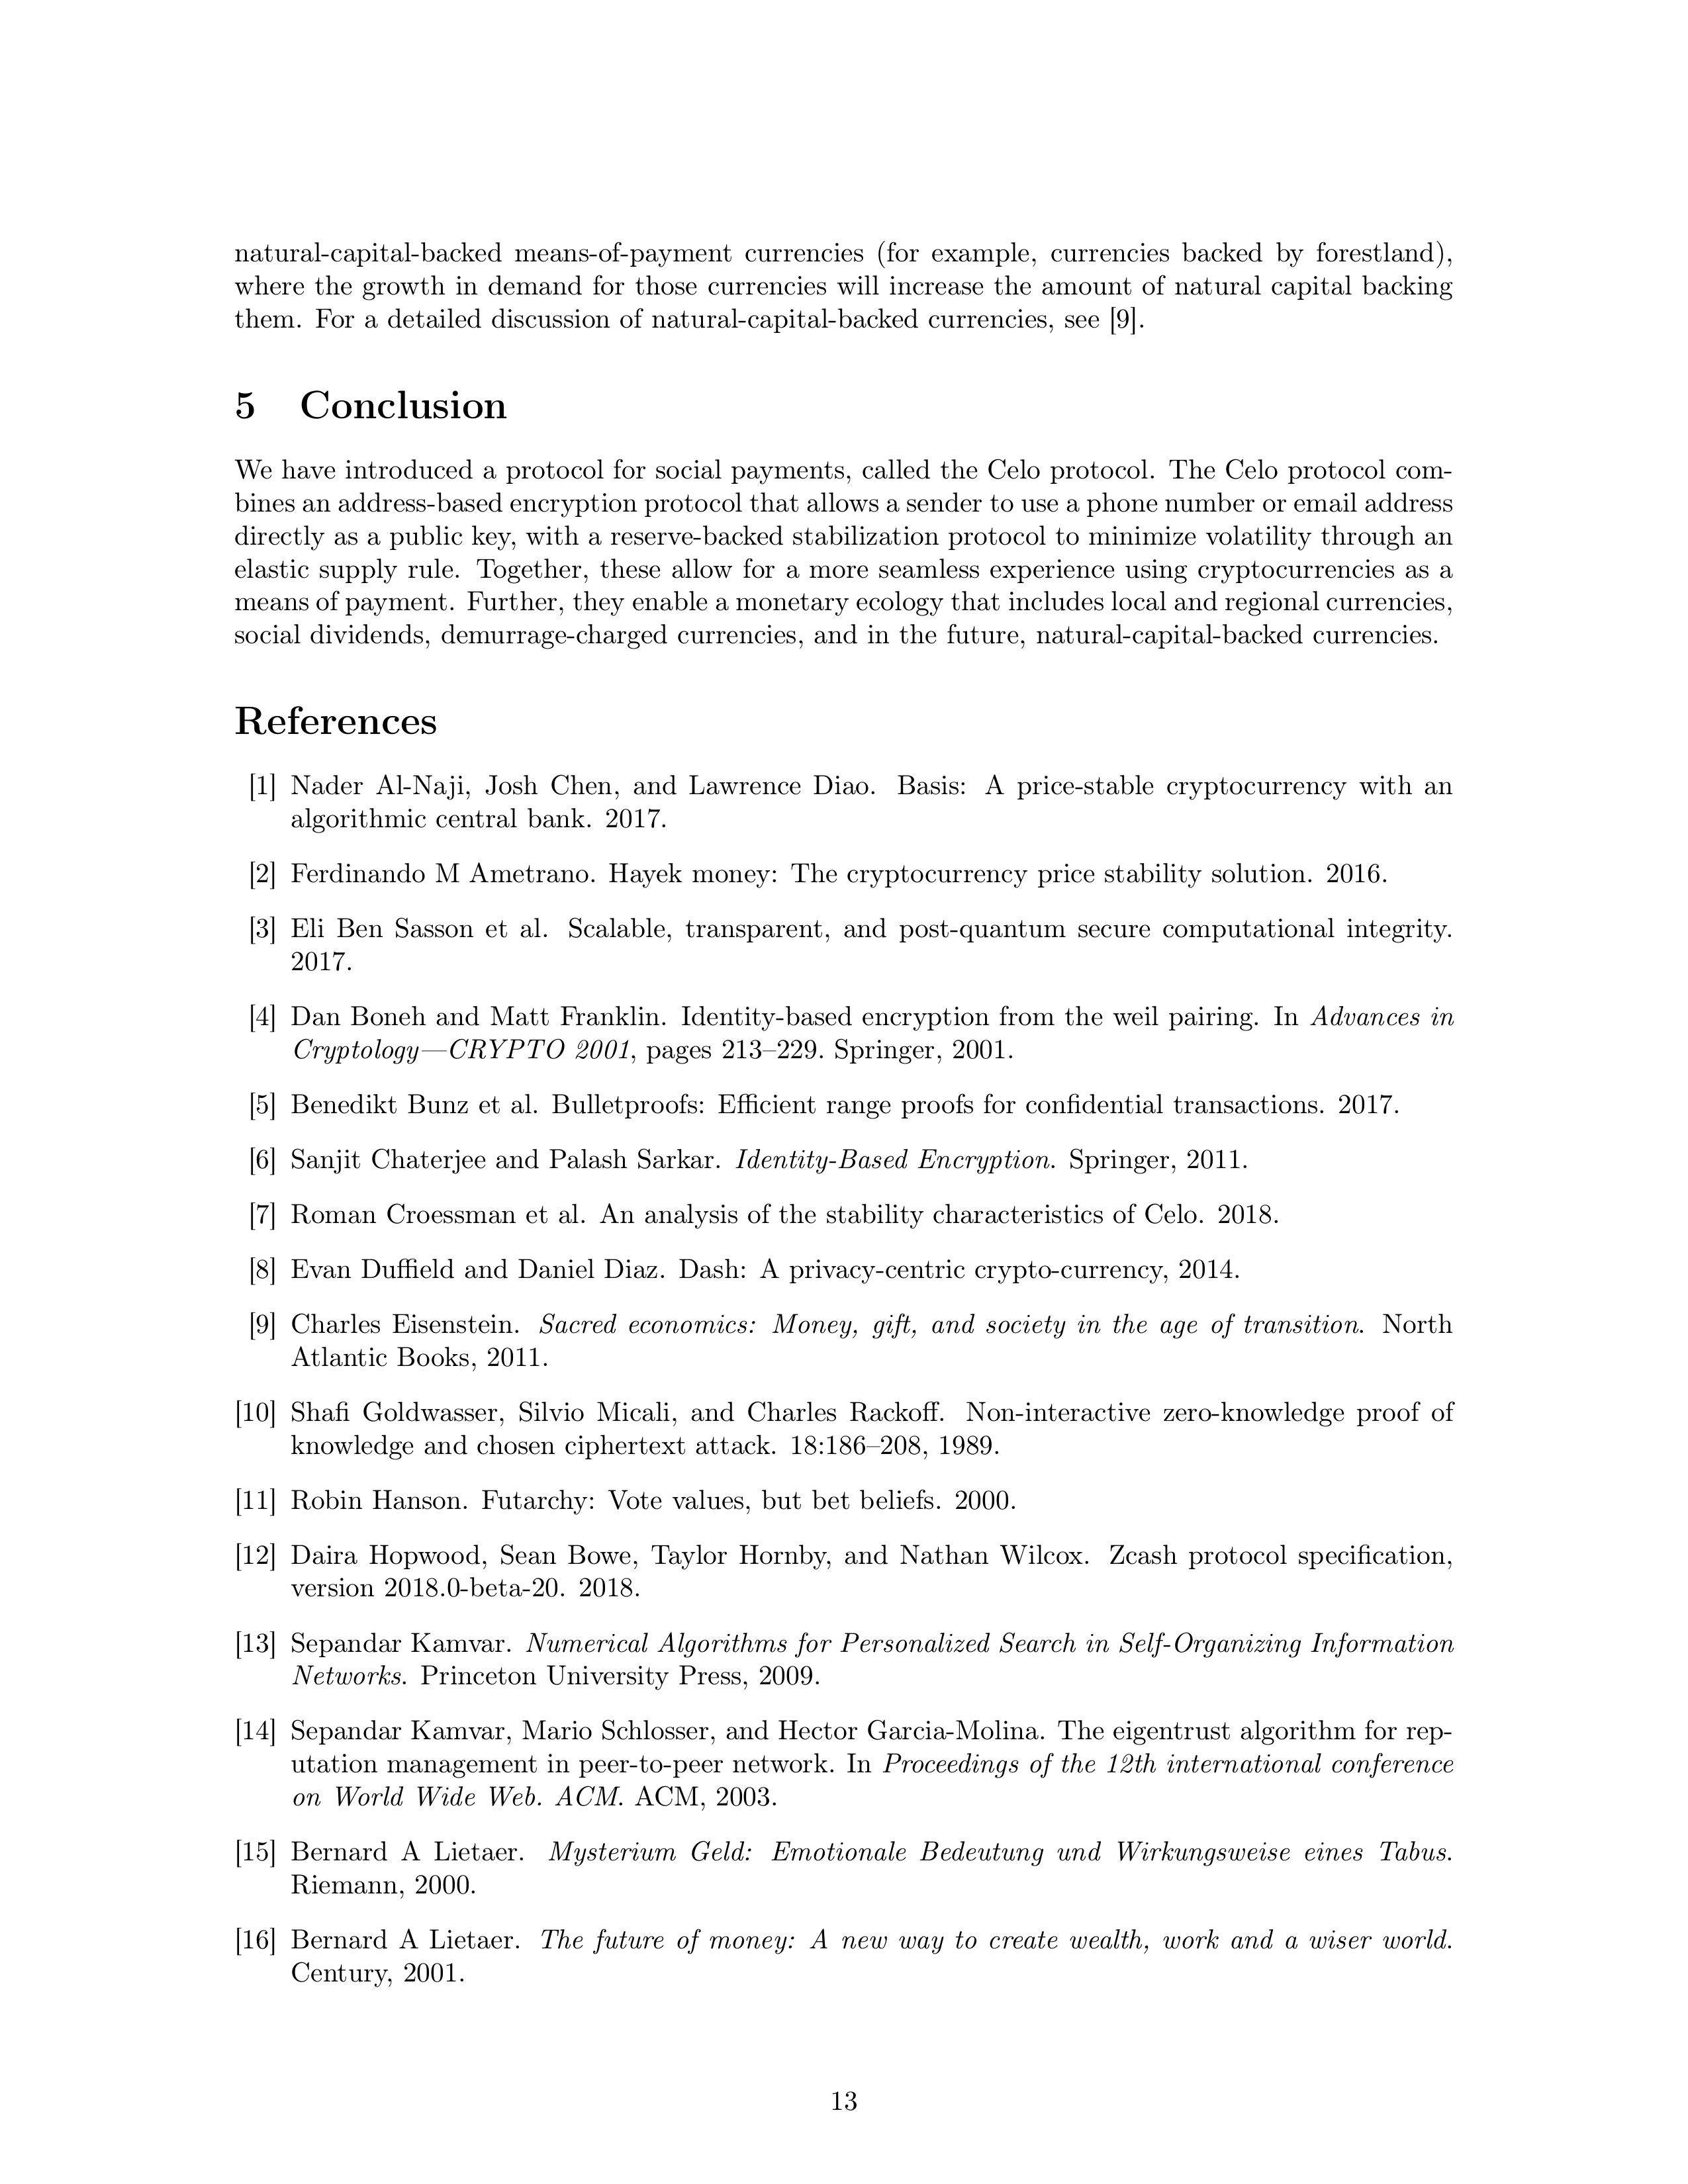 natural-capital-backed means-of-payment currencies (for example, currencies backed by forestland),
where the growth in demand for those currencies will increase the amount of natural capital backing
them. For a detailed discussion of natural-capital-backed currencies, see [9].
5 Conclusion
We have introduced a protocol for social payments, called the Celo protocol. The Celo protocol com-
bines an address-based encryption protocol that allows a sender to use a phone number or email address
directly as a public key, with a reserve-backed stabilization protocol to minimize volatility through an
elastic supply rule. Together, these allow for a more seamless experience using cryptocurrencies as a
means of payment. Further, they enable a monetary ecology that includes local and regional currencies,
social dividends, demurrage-charged currencies, and in the future, natural-capital-backed currencies.
References
[1] Nader Al-Naji, Josh Chen, and Lawrence Diao. Basis: A price-stable cryptocurrency with an
algorithmic central bank. 2017.
[2] Ferdinando M Ametrano. Hayek money: The cryptocurrency price stability solution. 2016.
[3] Eli Ben Sasson et al. Scalable, transparent, and post-quantum secure computational integrity.
2017.
[4] Dan Boneh and Matt Franklin. Identity-based encryption from the weil pairing. In Advances in
Cryptology—CRYPTO 2001, pages 213–229. Springer, 2001.
[5] Benedikt Bunz et al. Bulletproofs: Efficient range proofs for confidential transactions. 2017.
[6] Sanjit Chaterjee and Palash Sarkar. Identity-Based Encryption. Springer, 2011.
[7] Roman Croessman et al. An analysis of the stability characteristics of Celo. 2018.
[8] Evan Duffield and Daniel Diaz. Dash: A privacy-centric crypto-currency, 2014.
[9] Charles Eisenstein. Sacred economics: Money, gift, and society in the age of transition. North
Atlantic Books, 2011.
[10] Shafi Goldwasser, Silvio Micali, and Charles Rackoff. Non-interactive zero-knowledge proof of
knowledge and chosen ciphertext attack. 18:186–208, 1989.
[11] Robin Hanson. Futarchy: Vote values, but bet beliefs. 2000.
[12] Daira Hopwood, Sean Bowe, Taylor Hornby, and Nathan Wilcox. Zcash protocol specification,
version 2018.0-beta-20. 2018.
[13] Sepandar Kamvar. Numerical Algorithms for Personalized Search in Self-Organizing Information
Networks. Princeton University Press, 2009.
[14] Sepandar Kamvar, Mario Schlosser, and Hector Garcia-Molina. The eigentrust algorithm for rep-
utation management in peer-to-peer network. In Proceedings of the 12th international conference
on World Wide Web. ACM. ACM, 2003.
[15] Bernard A Lietaer. Mysterium Geld: Emotionale Bedeutung und Wirkungsweise eines Tabus.
Riemann, 2000.
[16] Bernard A Lietaer. The future of money: A new way to create wealth, work and a wiser world.
Century, 2001.
13